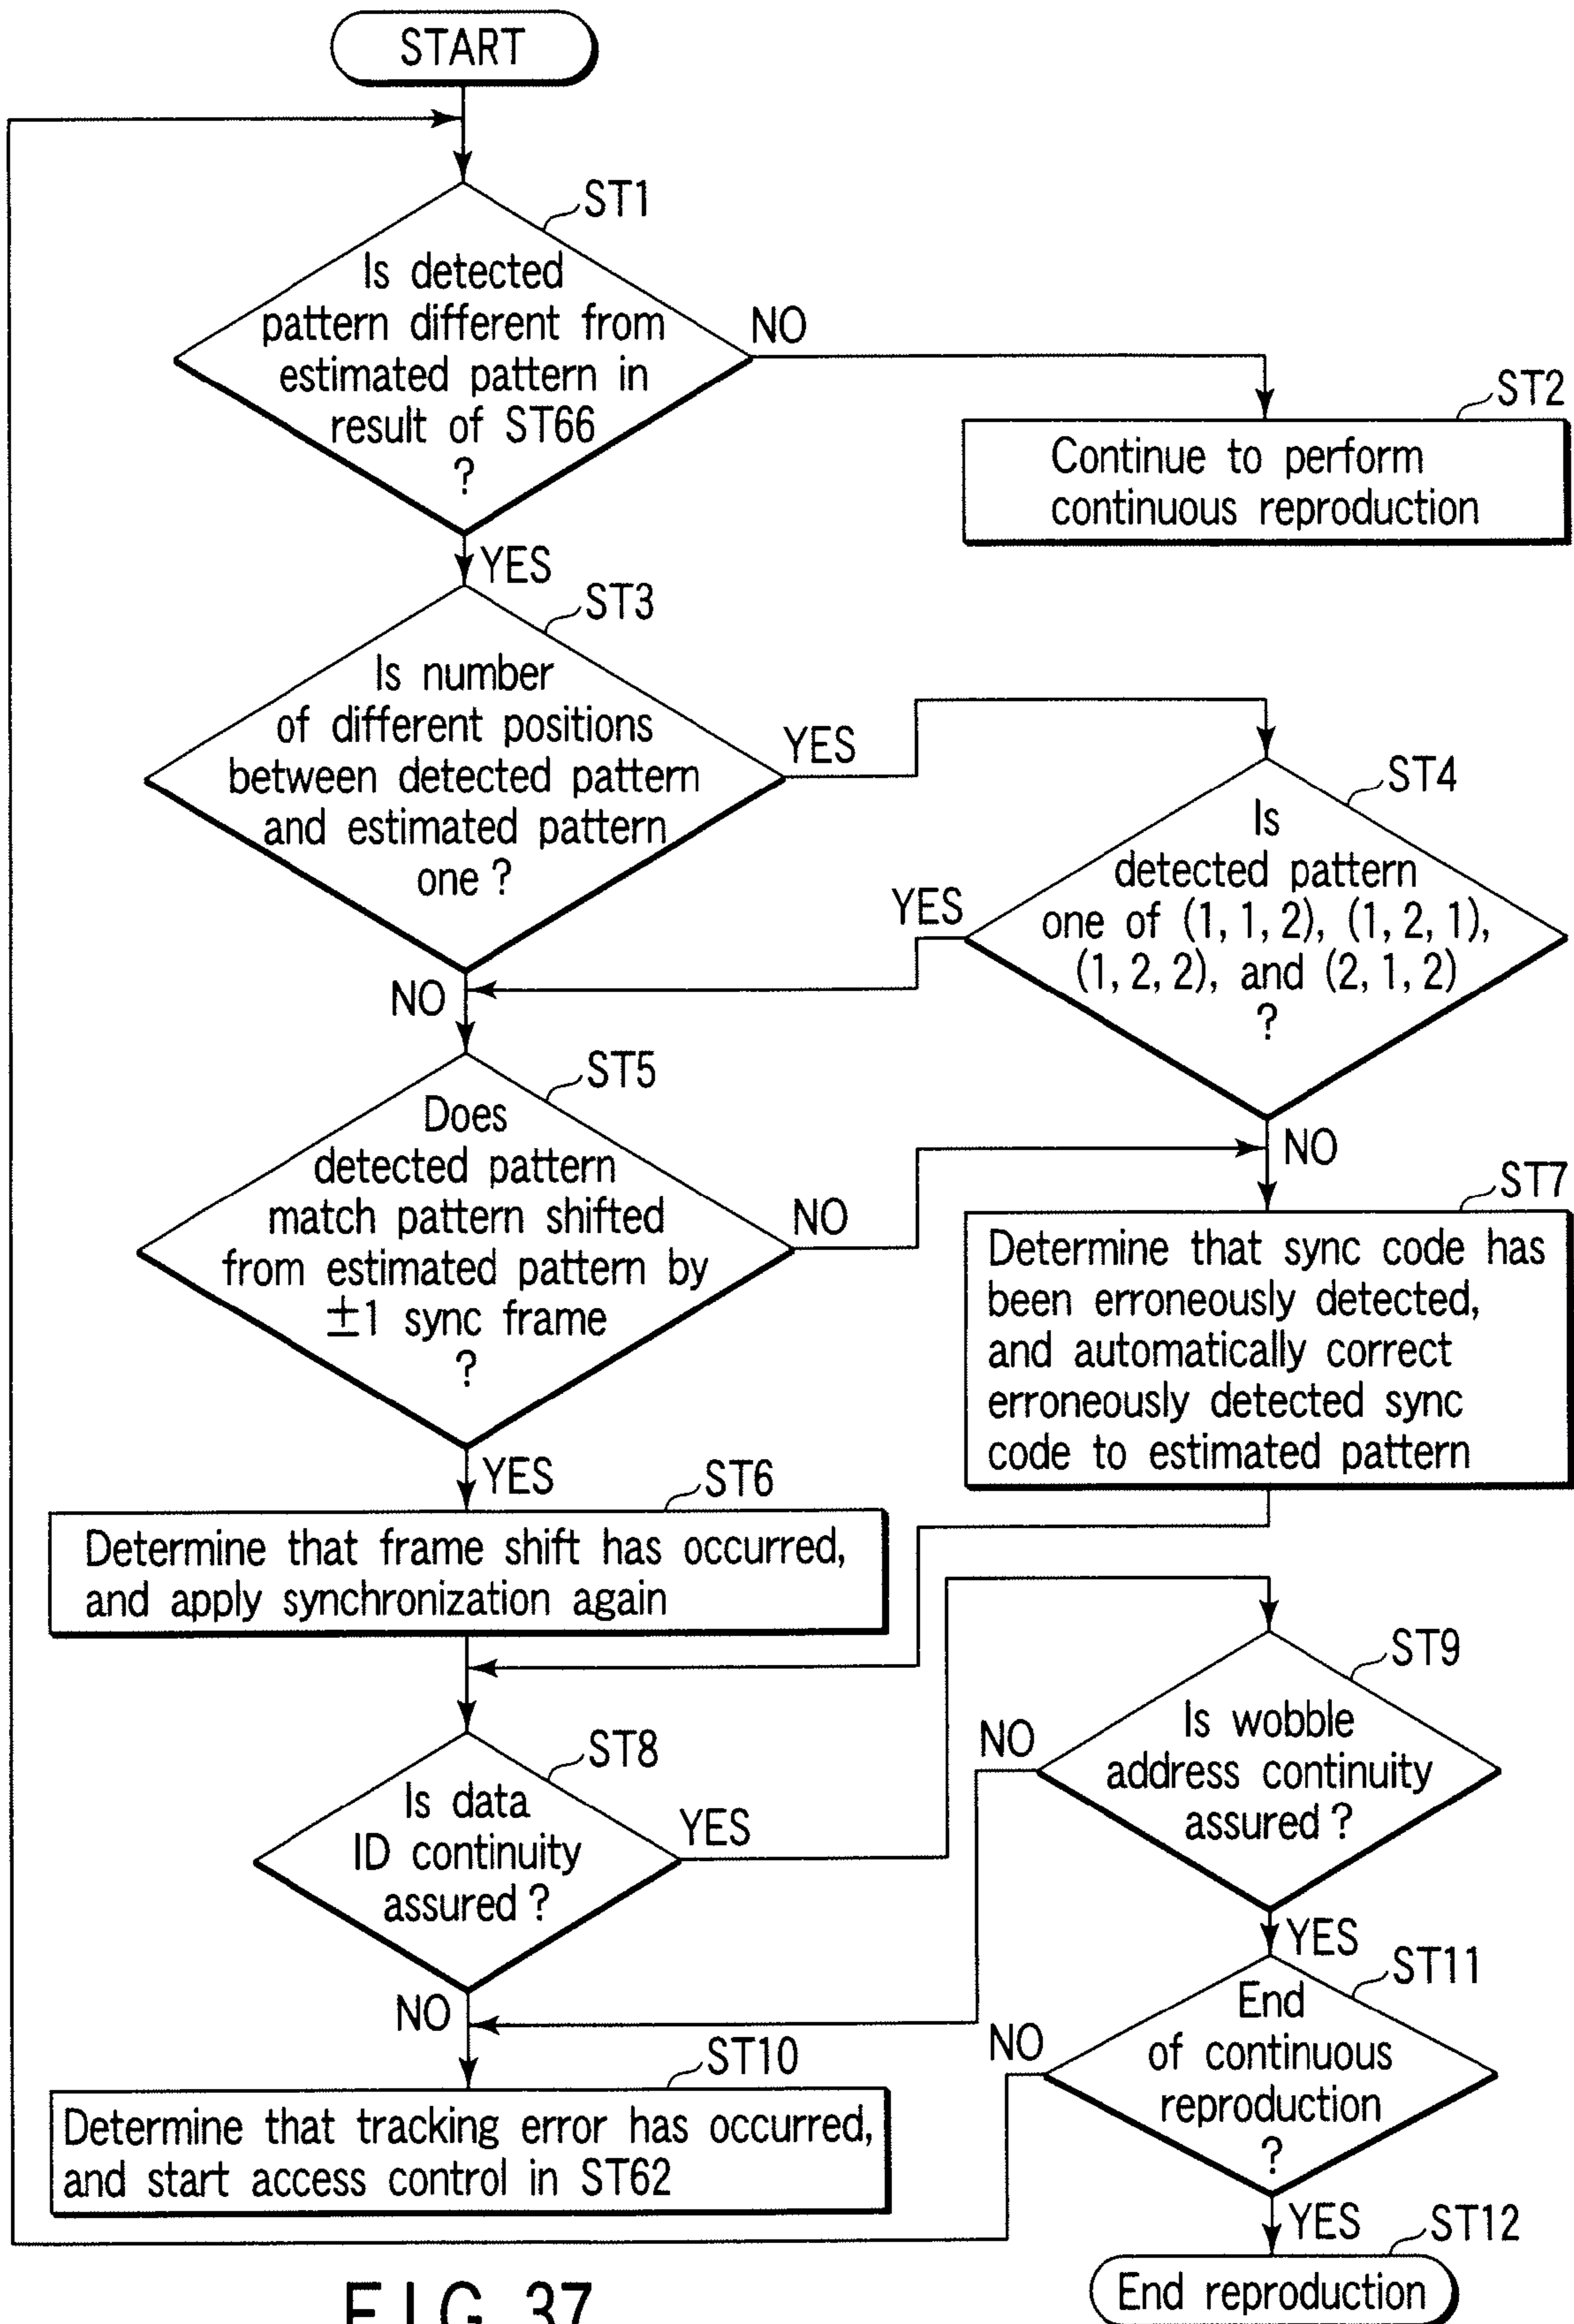 START
ST1
Is detected
pattern different from
estimated pattern in
result of ST66
?
NO
ST2
Continue to perform
continuous reproduction
YES
ST3
Is number
of different positions
between detected pattern
and estimated pattern
one ?
YES
ST4
Is
detected pattern
one of (1, 1, 2), (1, 2, 1),
(1, 2, 2), and (2, 1, 2)
?
YES
NO
NO
ST5
Does
detected pattern
match pattern shifted
from estimated pattern by
±1 sync frame
?
NO
ST7
Determine that sync code has
been erroneously detected,
and automatically correct
erroneously detected sync
code to estimated pattern
YES
ST6
Determine that frame shift has occurred,
and apply synchronization again
ST8
Is data
ID continuity
assured ?
YES
ST9
Is wobble
address continuity
assured ?
NO
YES
NO
ST10
Determine that tracking error has occurred,
and start access control in ST62
ST11
End
of continuous
reproduction
?
NO
YES
ST12
End reproduction
FIG. 37